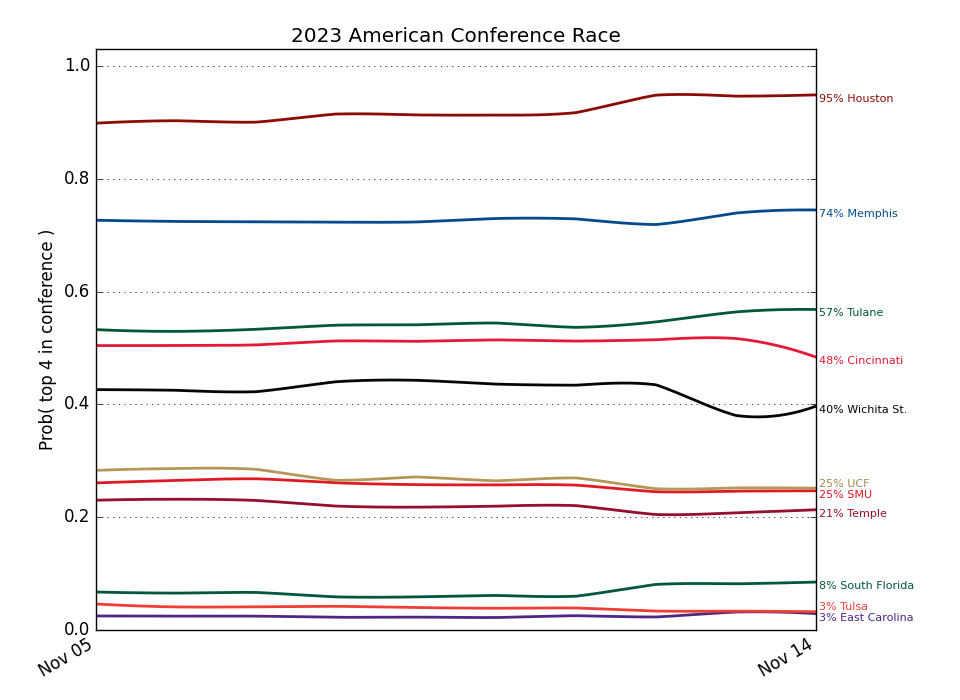 2023 American Conference Race
1.0
0.8
0.6
0.4
0.2
0.0
Prob( top 4 in conference )
Nov 05
Nov 14
95% Houston
74% Memphis
57% Tulane
48% Cincinnati
40% Wichita St.
25% UCF
25% SMU
21% Temple
8% South Florida
3% Tulsa
3% East Carolina